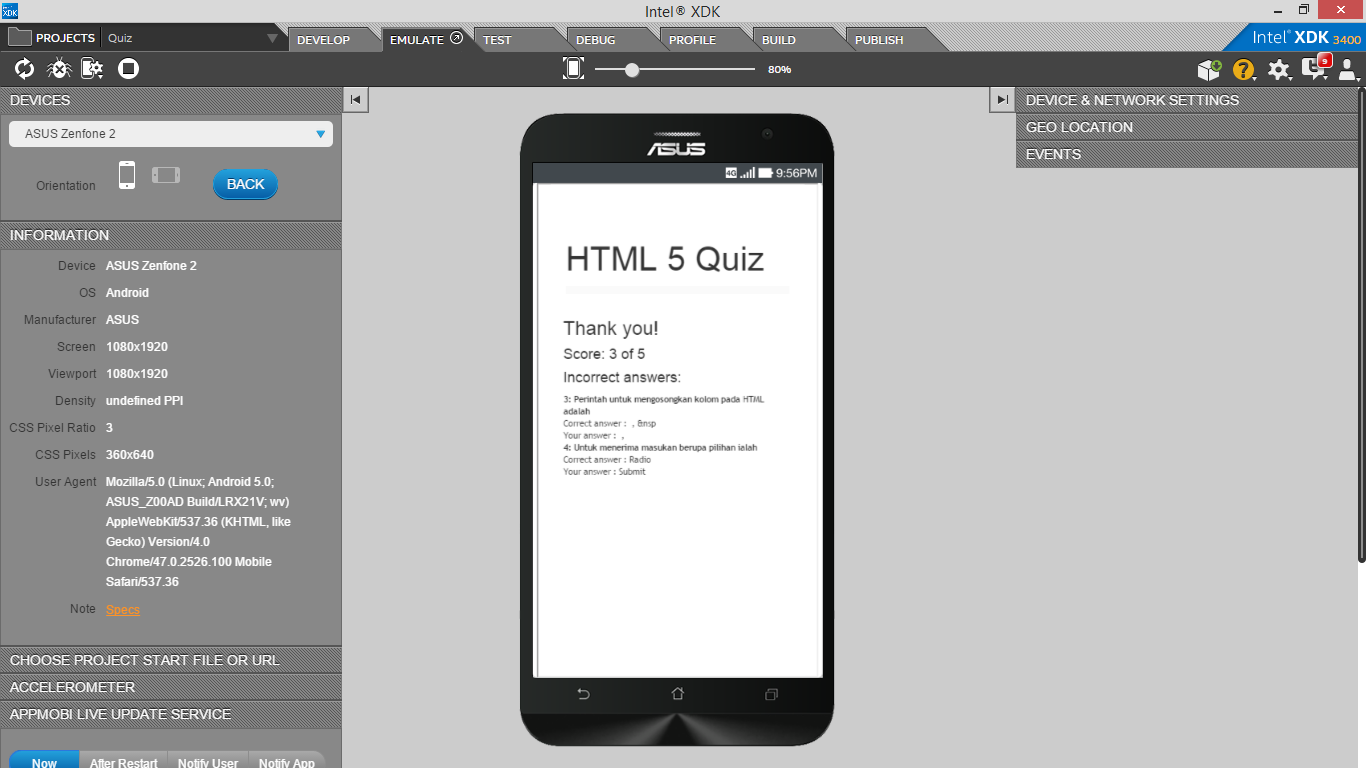 Intel® XDK
XDK
PROJECTS Quiz
DEVELOP
EMULATE
TEST
DEBUG
PROFILE
BUILD
PUBLISH
Intel® XDK 3400
80%
9
DEVICES
ASUS Zenfone 2
Orientation
BACK
INFORMATION
Device ASUS Zenfone 2
OS Android
Manufacturer ASUS
Screen 1080x1920
Viewport 1080x1920
Density undefined PPI
CSS Pixel Ratio 3
CSS Pixels 360x640
User Agent Mozilla/5.0 (Linux; Android 5.0;
ASUS_Z00AD Build/LRX21V; wv)
AppleWebKit/537.36 (KHTML, like
Gecko) Version/4.0
Chrome/47.0.2526.100 Mobile
Safari/537.36
Note Specs
CHOOSE PROJECT START FILE OR URL
ACCELEROMETER
APPMOBI LIVE UPDATE SERVICE
Now After Restart Notify User Notify App
ASUS
4G 9:56PM
HTML 5 Quiz
Thank you!
Score: 3 of 5
Incorrect answers:
3: Perintah untuk mengosongkan kolom pada HTML
adalah
Correct answer : , &nsp
Your answer : ,
4: Untuk menerima masukan berupa pilihan ialah
Correct answer : Radio
Your answer : Submit
DEVICE & NETWORK SETTINGS
GEO LOCATION
EVENTS